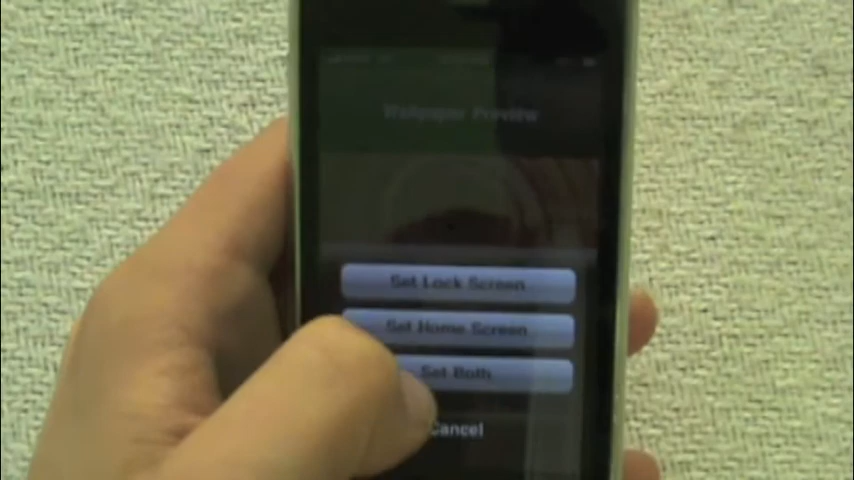 Wallpaper Preview
Set Lock Screen
Set Home Screen
Set Both
Cancel